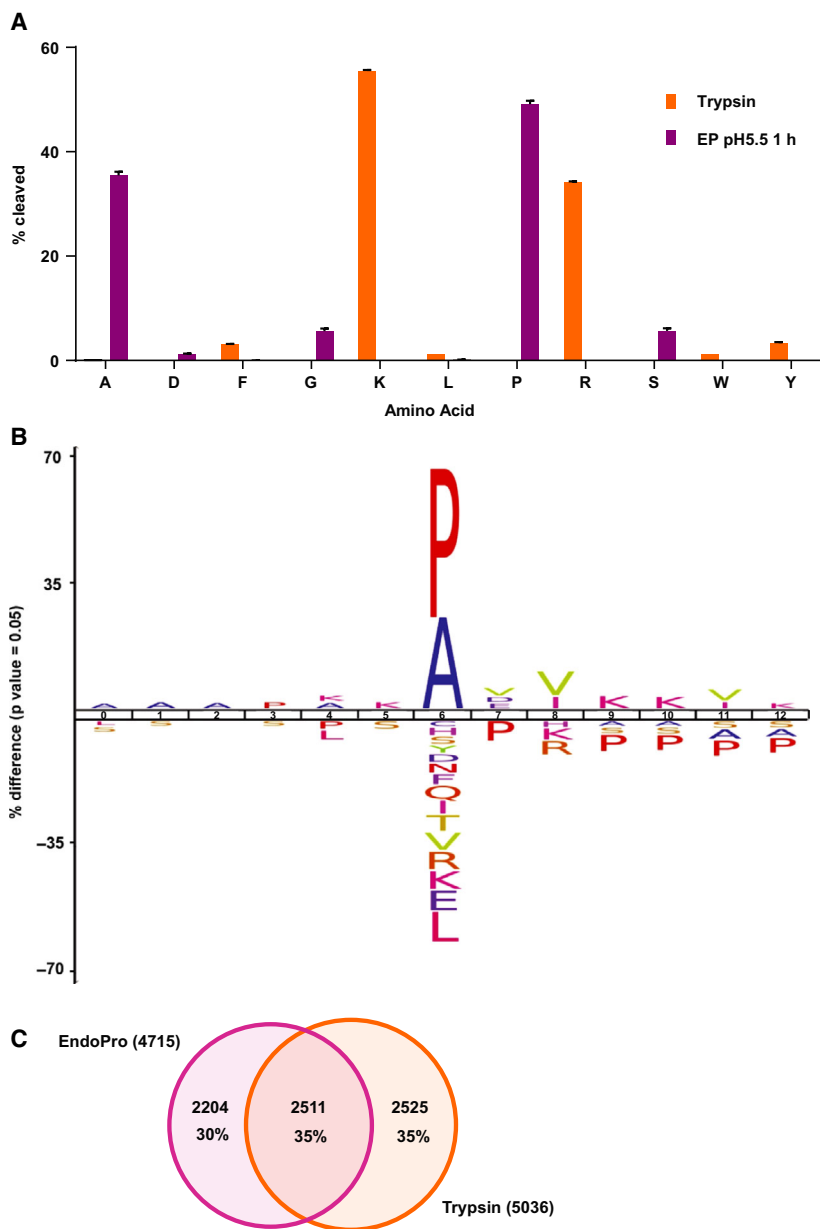 A
60
40
20
0
% cleaved
Trypsin
EP pH5.5 1 h
A D F G K L P R S W Y
Amino Acid
B
70
35
−35
−70
% difference (p value = 0.05)
P
A
K Y V Y
A A A P A K D I K K I K
E
0 1 2 3 4 5 6 7 8 9 10 11 12
S S P S C P H A S S
S L H K S A A
S R P P P P
Y
D
N
F
Q
I
T
V
R
K
E
L
C
EndoPro (4715)
2204 2511 2525
30% 35% 35%
Trypsin (5036)